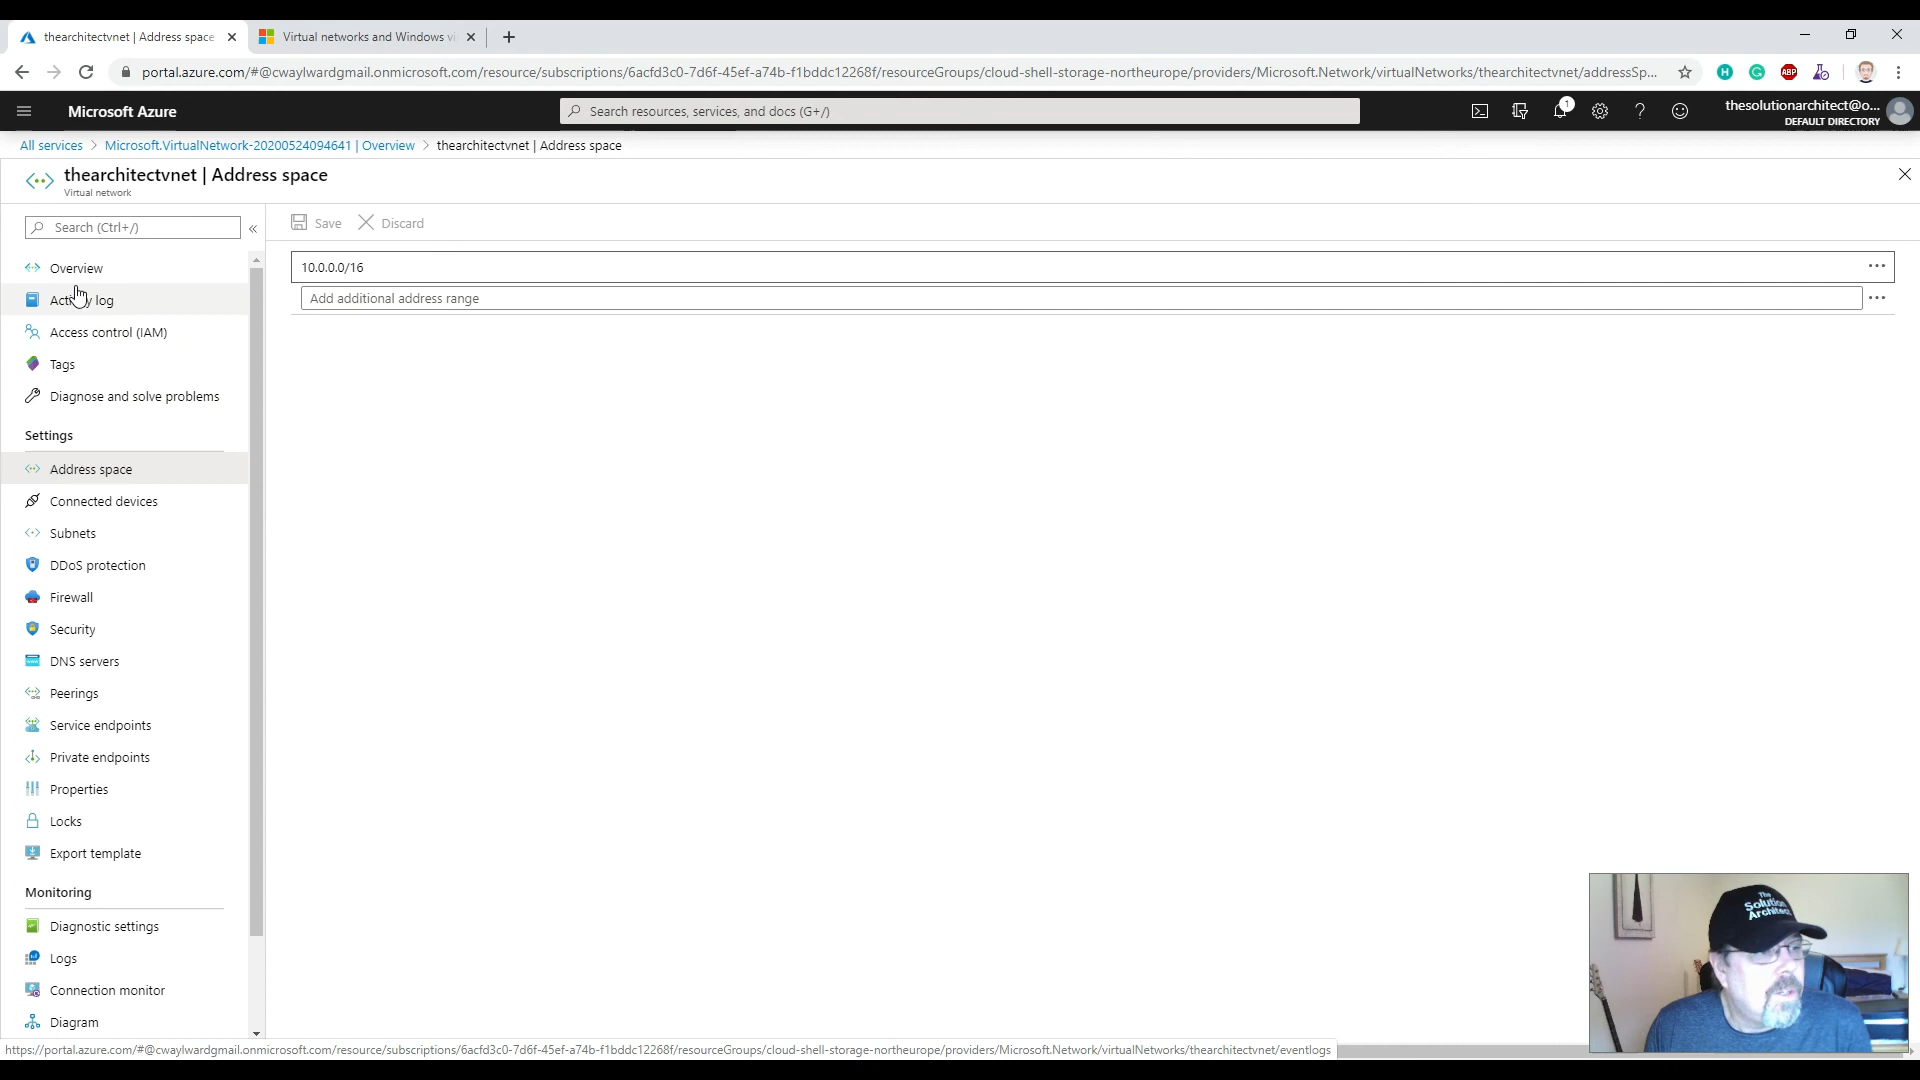 thearchitectvnet | Address space
Virtual networks and Windows vi
portal.azure.com/#@cwaylwardgmail.onmicrosoft.com/resource/subscriptions/6acfd3c0-7d6f-45ef-a74b-f1bddc12268f/resourceGroups/cloud-shell-storage-northeurope/providers/Microsoft.Network/virtualNetworks/thearchitectvnet/addressSp...
H
G
ABP
Microsoft Azure
Search resources, services, and docs (G+/)
1
thesolutionarchitect@o...
DEFAULT DIRECTORY
All services > Microsoft.VirtualNetwork-20200524094641 | Overview > thearchitectvnet | Address space
thearchitectvnet | Address space
Virtual network
Search (Ctrl+/)
«
Save
Discard
10.0.0.0/16
Add additional address range
Overview
Activity log
Access control (IAM)
Tags
Diagnose and solve problems
Settings
Address space
Connected devices
Subnets
DDoS protection
Firewall
Security
DNS servers
Peerings
Service endpoints
Private endpoints
Properties
Locks
Export template
Monitoring
Diagnostic settings
Logs
Connection monitor
Diagram
https://portal.azure.com/#@cwaylwardgmail.onmicrosoft.com/resource/subscriptions/6acfd3c0-7d6f-45ef-a74b-f1bddc12268f/resourceGroups/cloud-shell-storage-northeurope/providers/Microsoft.Network/virtualNetworks/thearchitectvnet/eventlogs
The
Solution
Architect